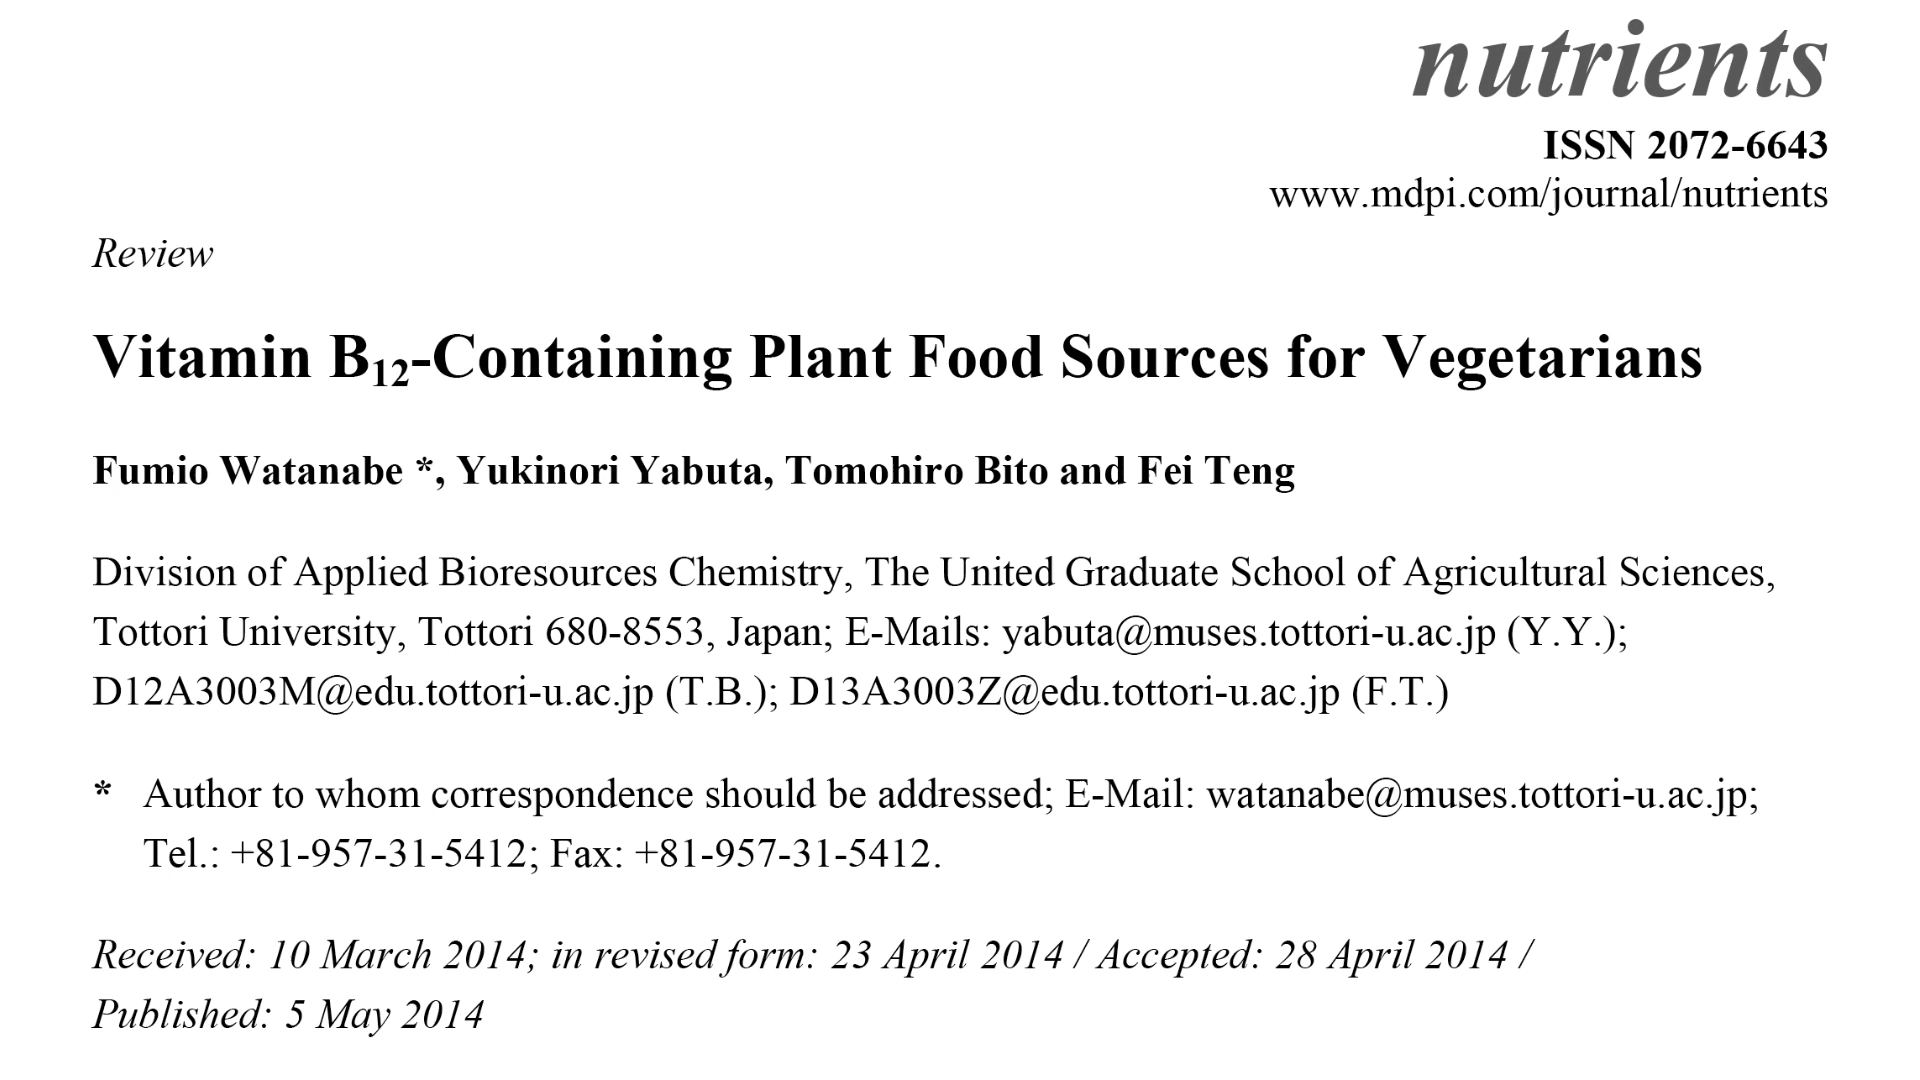 nutrients
ISSN 2072-6643
www.mdpi.com/journal/nutrients
Review
Vitamin B12-Containing Plant Food Sources for Vegetarians
Fumio Watanabe *, Yukinori Yabuta, Tomohiro Bito and Fei Teng
Division of Applied Bioresources Chemistry, The United Graduate School of Agricultural Sciences,
Tottori University, Tottori 680-8553, Japan; E-Mails: yabuta@muses.tottori-u.ac.jp (Y.Y.);
D12A3003M@edu.tottori-u.ac.jp (T.B.); D13A3003Z@edu.tottori-u.ac.jp (F.T.)
* Author to whom correspondence should be addressed; E-Mail: watanabe@muses.tottori-u.ac.jp;
Tel.: +81-957-31-5412; Fax: +81-957-31-5412.
Received: 10 March 2014; in revised form: 23 April 2014 / Accepted: 28 April 2014 /
Published: 5 May 2014